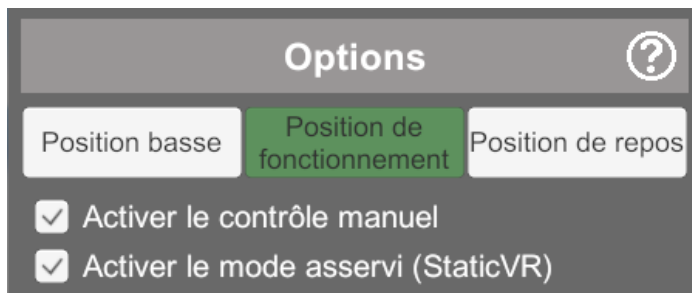 Options
Position basse
Position de
fonctionnement
Position de repos
Activer le contrôle manuel
Activer le mode asservi (StaticVR)